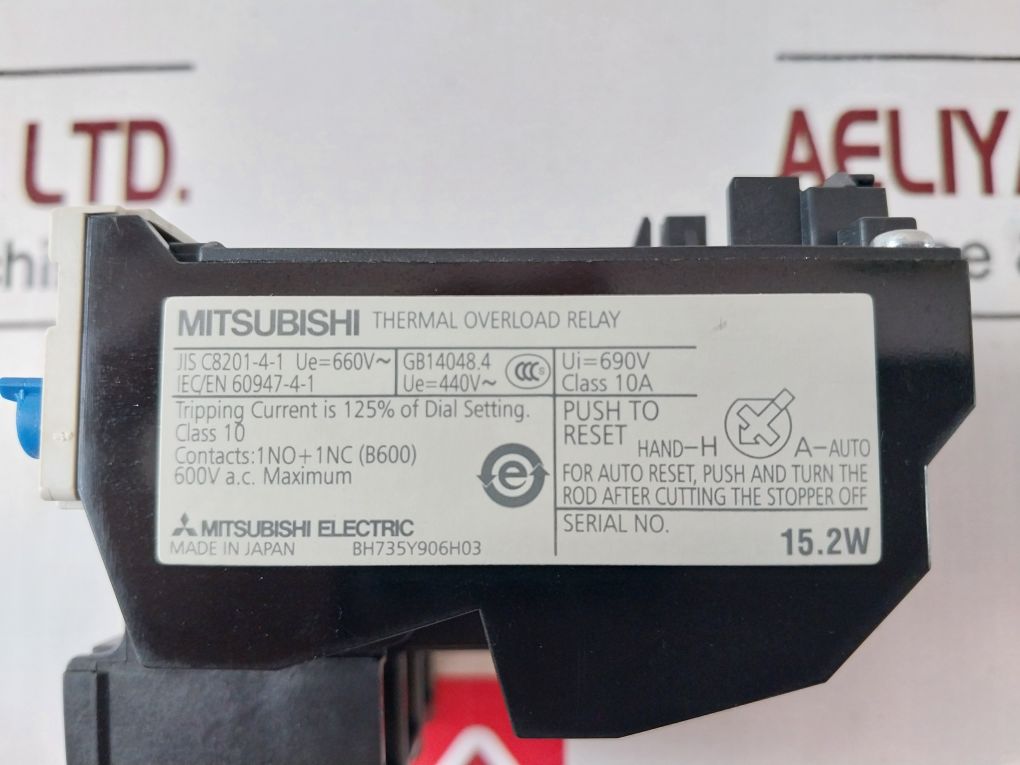 LTD.
AELIY
MITSUBISHI THERMAL OVERLOAD RELAY
JIS C8201-4-1 Ue=660V~
IEC/EN 60947-4-1
GB14048.4
Ue=440V~
CCC S
Ui=690V
Class 10A
Tripping Current is 125% of Dial Setting.
Class 10
Contacts:1NO+1NC (B600)
600V a.c. Maximum
e
PUSH TO
RESET
HAND-H
A-AUTO
FOR AUTO RESET, PUSH AND TURN THE
ROD AFTER CUTTING THE STOPPER OFF
MITSUBISHI ELECTRIC
MADE IN JAPAN BH735Y906H03
SERIAL NO.
15.2W